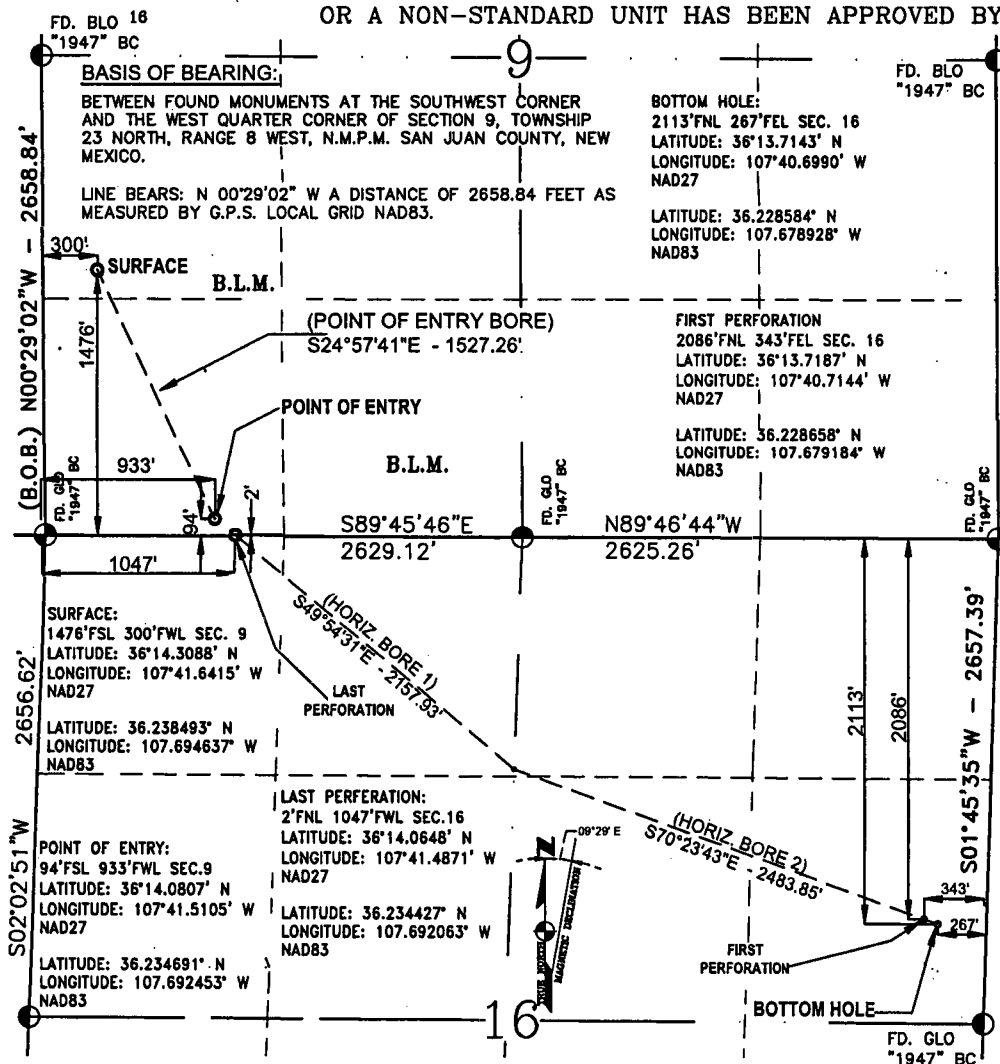 OR A NON-STANDARD UNIT HAS BEEN APPROVED BY
FD. BLO 16
"1947" BC
9
FD. BLO
"1947" BC
BASIS OF BEARING:
BETWEEN FOUND MONUMENTS AT THE SOUTHWEST CORNER
AND THE WEST QUARTER CORNER OF SECTION 9, TOWNSHIP
23 NORTH, RANGE 8 WEST, N.M.P.M. SAN JUAN COUNTY, NEW
MEXICO.
LINE BEARS: N 00°29'02" W A DISTANCE OF 2658.84 FEET AS
MEASURED BY G.P.S. LOCAL GRID NAD83.
BOTTOM HOLE:
2113'FNL 267'FEL SEC. 16
LATITUDE: 36°13.7143' N
LONGITUDE: 107°40.6990' W
NAD27
LATITUDE: 36.228584° N
LONGITUDE: 107.678928° W
NAD83
(B.O.B.) N00°29'02"W - 2658.84'
300'
SURFACE
B.L.M.
1476'
(POINT OF ENTRY BORE)
S24°57'41"E - 1527.26'
FIRST PERFORATION
2086'FNL 343'FEL SEC. 16
LATITUDE: 36°13.7187' N
LONGITUDE: 107°40.7144' W
NAD27
LATITUDE: 36.228658° N
LONGITUDE: 107.679184° W
NAD83
POINT OF ENTRY
933'
B.L.M.
FD. GLO
"1947" BC
94'
2'
S89°45'46"E
2629.12'
FD. GLO
"1947" BC
N89°46'44"W
2625.26'
FD. GLO
"1947" BC
1047'
SURFACE:
1476'FSL 300'FWL SEC. 9
LATITUDE: 36°14.3088' N
LONGITUDE: 107°41.6415' W
NAD27
LATITUDE: 36.238493° N
LONGITUDE: 107.694637° W
NAD83
(HORIZ. BORE 1)
S49°54'31"E - 2157.93'
LAST
PERFORATION
2113'
2086'
S01°45'35"W - 2657.39'
S02°02'51"W 2656.62'
LAST PERFERATION:
2'FNL 1047'FWL SEC.16
LATITUDE: 36°14.0648' N
LONGITUDE: 107°41.4871' W
NAD27
LATITUDE: 36.234427° N
LONGITUDE: 107.692063° W
NAD83
POINT OF ENTRY:
94'FSL 933'FWL SEC.9
LATITUDE: 36°14.0807' N
LONGITUDE: 107°41.5105' W
NAD27
LATITUDE: 36.234691° N
LONGITUDE: 107.692453° W
NAD83
09°29' E
N
TRUE NORTH
MAGNETIC DECLINATION
(HORIZ. BORE 2)
S70°23'43"E - 2483.85'
343'
267'
FIRST
PERFORATION
BOTTOM HOLE
16
FD. GLO
"1947" BC